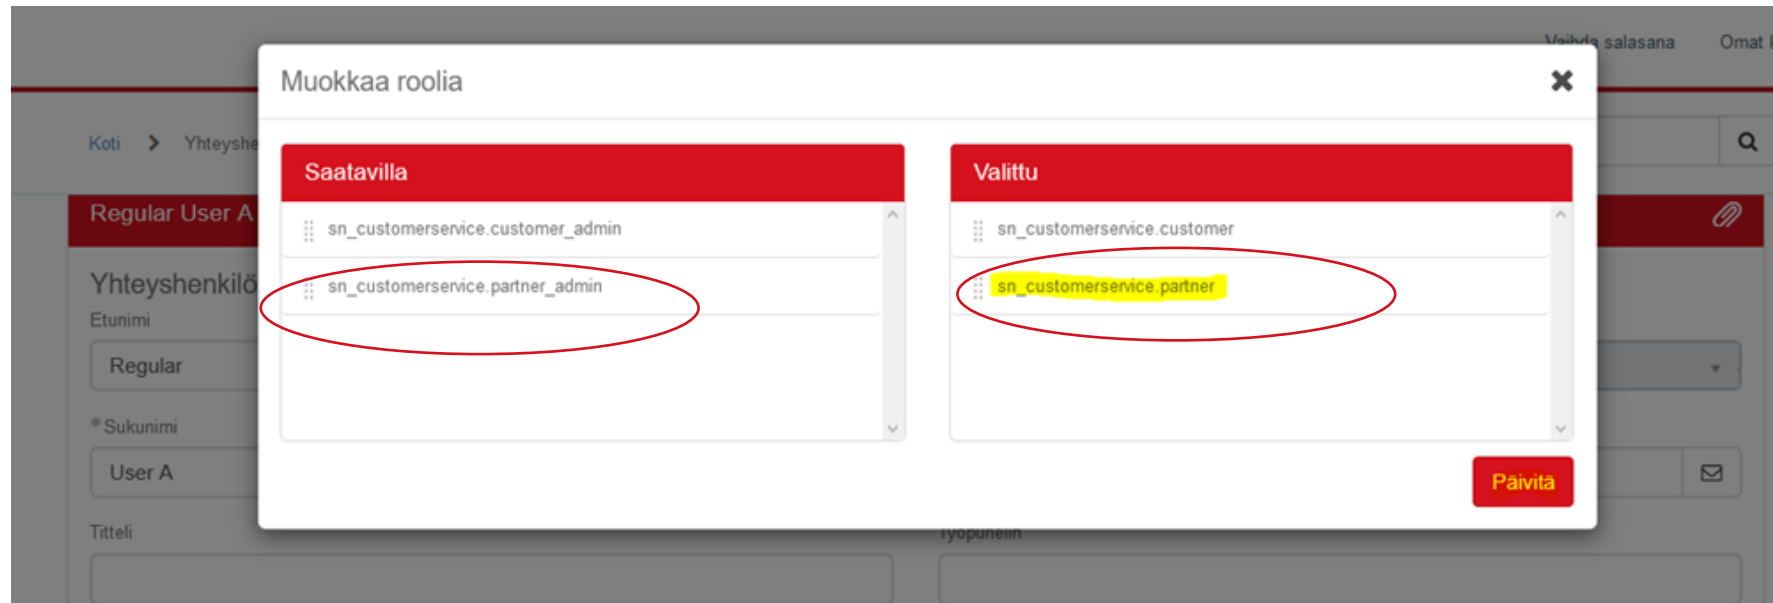 Vaihda salasana Omat
Muokkaa roolia
Koti Yhteyshe
Saatavilla
Valittu
Regular User A
sn_customerservice.customer_admin
sn_customerservice.customer
Yhteyshenkilö
sn_customerservice.partner_admin
sn_customerservice.partner
Etunimi
Regular
*Sukunimi
User A
Päivitä
Titteli
Työpuhelin